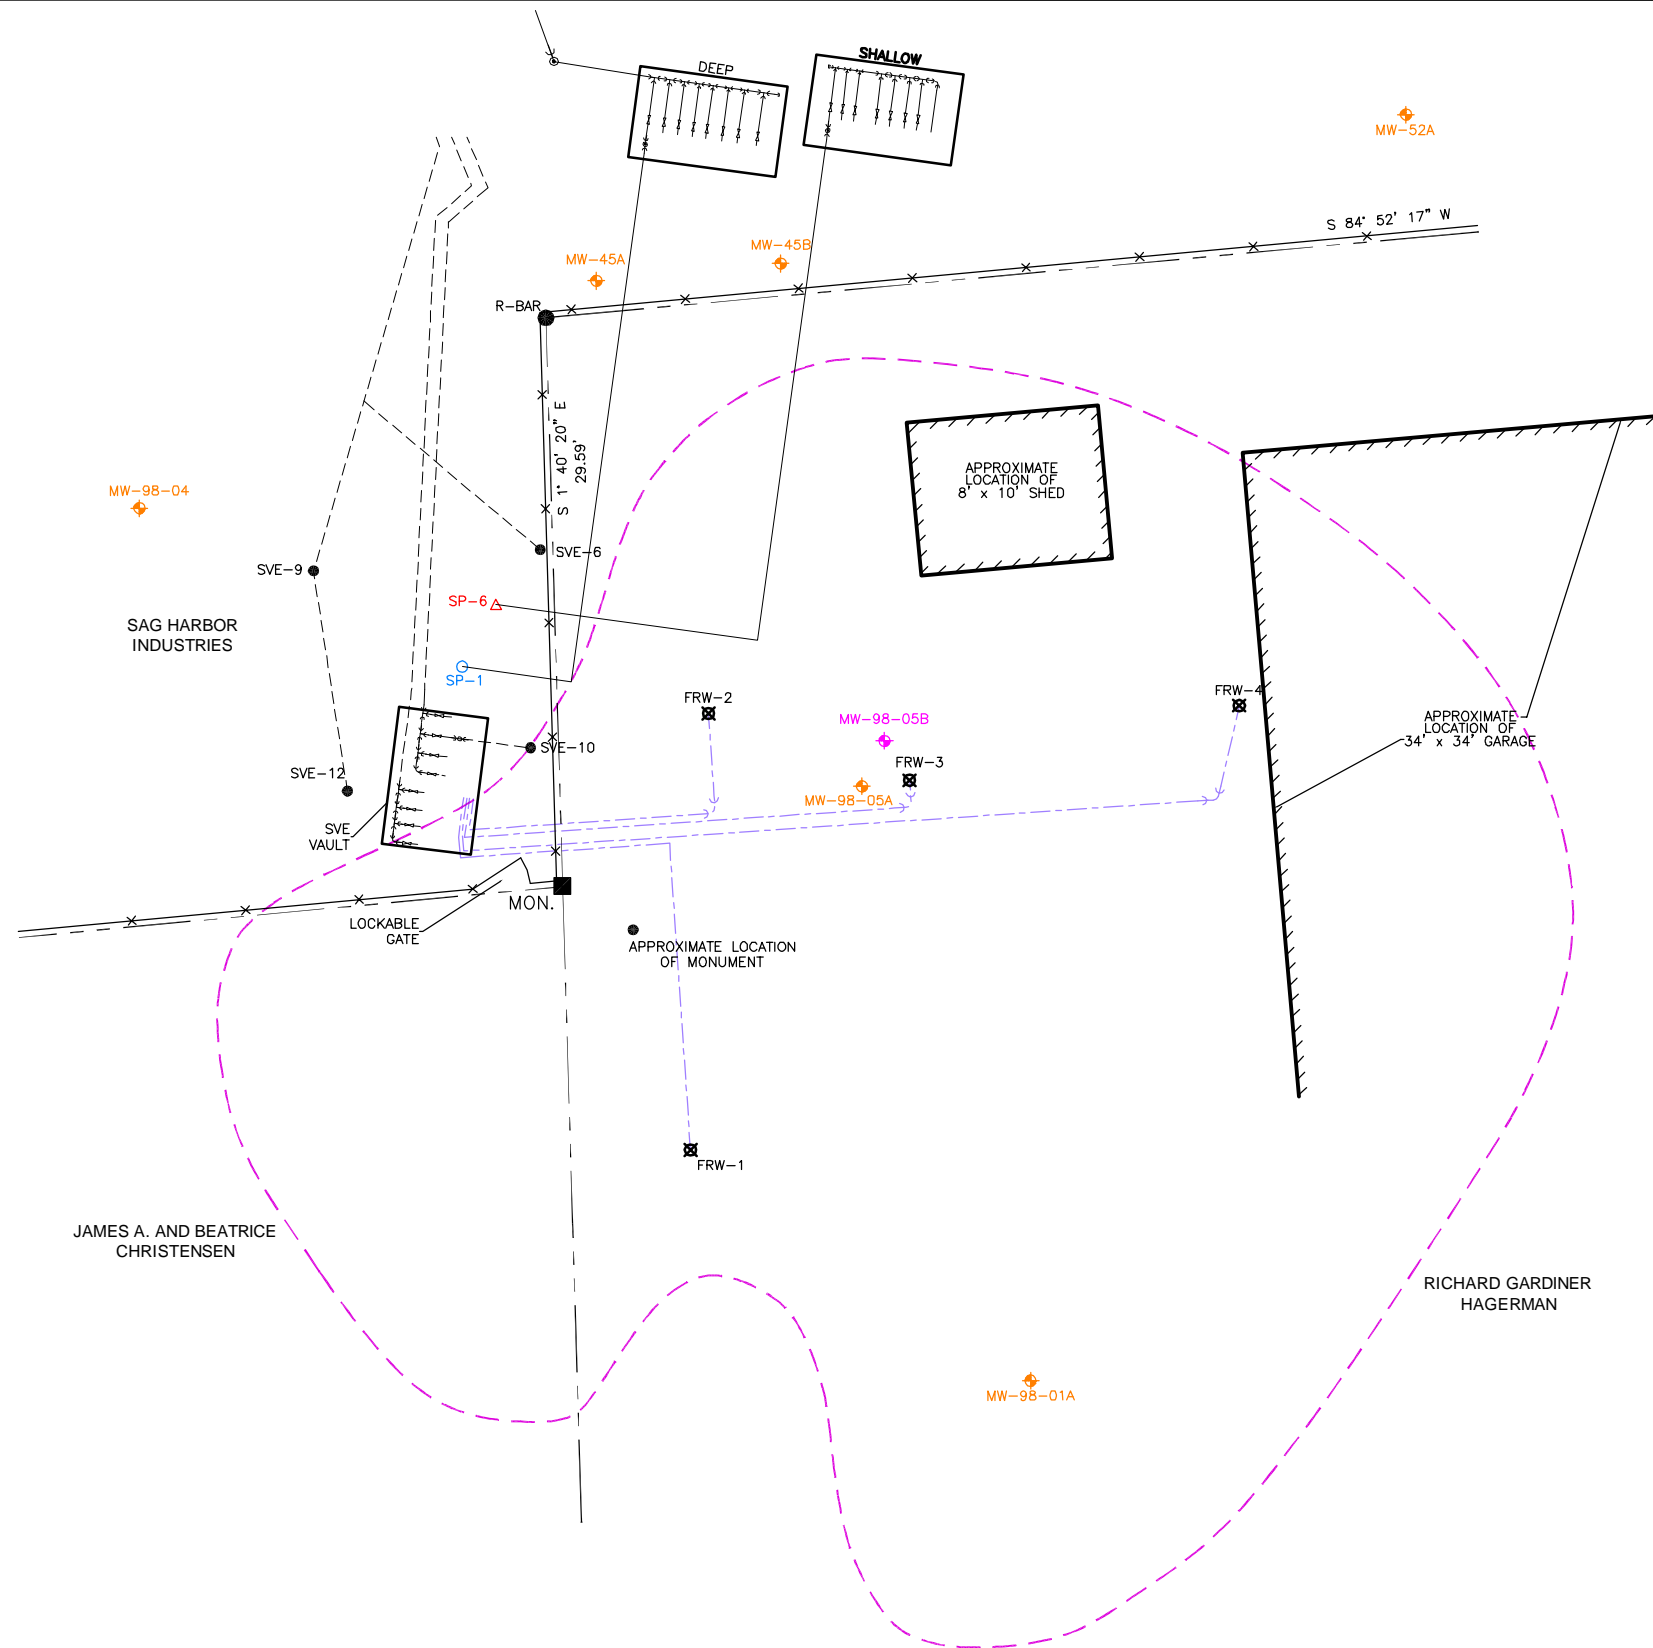 SHALLOW
DEEP
MW-52A
S 84° 52' 17" W
MW-45B
MW-45A
R-BAR
S 1° 40' 20" E
29.59'
APPROXIMATE
LOCATION OF
8' x 10' SHED
MW-98-04
SVE-6
SVE-9
SP-6
SAG HARBOR
INDUSTRIES
SP-1
FRW-2
FRW-4
MW-98-05B
APPROXIMATE
LOCATION OF
34' x 34' GARAGE
SVE-10
FRW-3
SVE-12
MW-98-05A
SVE
VAULT
MON.
LOCKABLE
GATE
APPROXIMATE LOCATION
OF MONUMENT
FRW-1
JAMES A. AND BEATRICE
CHRISTENSEN
RICHARD GARDINER
HAGERMAN
MW-98-01A